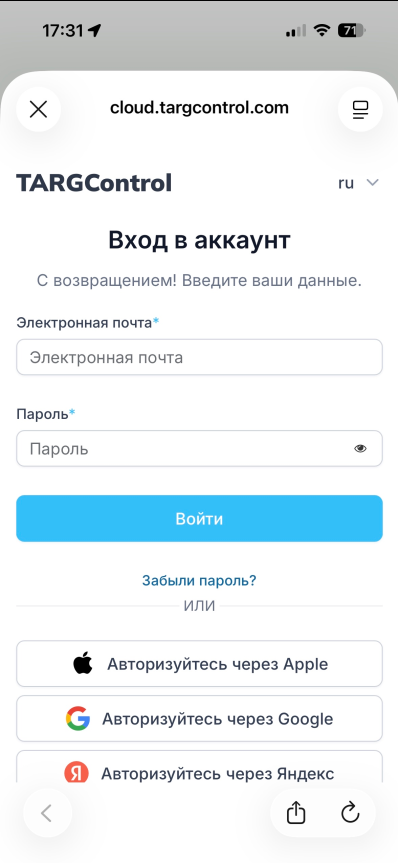 17:31
71
cloud.targcontrol.com
TARGControl
ru
Вход в аккаунт
С возвращением! Введите ваши данные.
Электронная почта*
Электронная почта
Пароль*
Пароль
Войти
Забыли пароль?
ИЛИ
Авторизуйтесь через Apple
Авторизуйтесь через Google
Я Авторизуйтесь через Яндекс